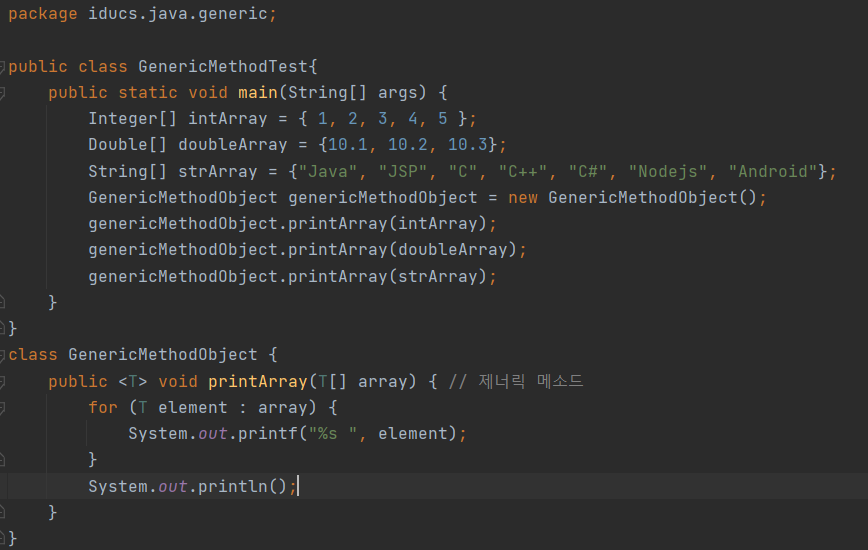 package iducs.java.generic;
public class GenericMethodTest{
public static void main(String[] args) {
Integer[] intArray = { 1, 2, 3, 4, 5 };
Double[] doubleArray = {10.1, 10.2, 10.3};
String[] strArray = {"Java", "JSP", "C", "C++", "C#", "Nodejs", "Android"};
GenericMethodObject genericMethodObject = new GenericMethodObject();
genericMethodObject.printArray(intArray);
genericMethodObject.printArray(doubleArray);
genericMethodObject.printArray(strArray);
}
}
class GenericMethodObject {
public <T> void printArray(T[] array) { // 제너릭 메소드
for (T element : array) {
System.out.printf("%s ", element);
}
System.out.println();
}
}